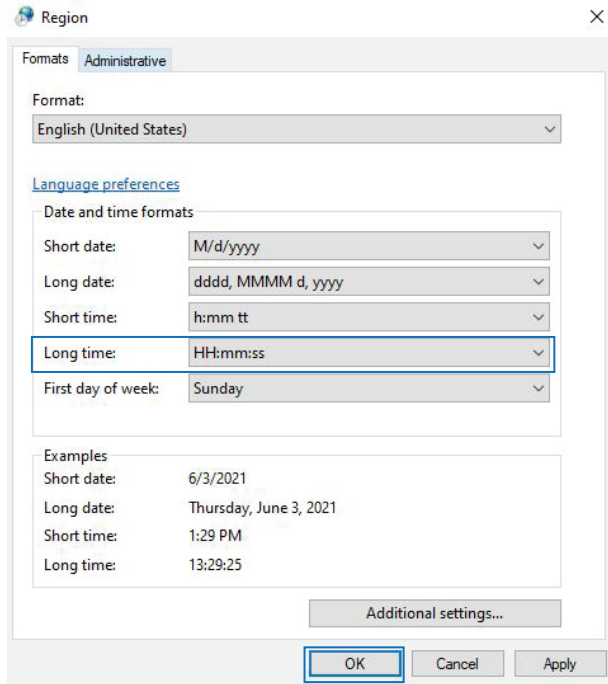 Region
Formats Administrative
Format:
English (United States)
Language preferences
Date and time formats
Short date: M/d/yyyy
Long date: dddd, MMMM d, yyyy
Short time: h:mm tt
Long time: HH:mm:ss
First day of week: Sunday
Examples
Short date: 6/3/2021
Long date: Thursday, June 3, 2021
Short time: 1:29 PM
Long time: 13:29:25
Additional settings...
OK Cancel Apply